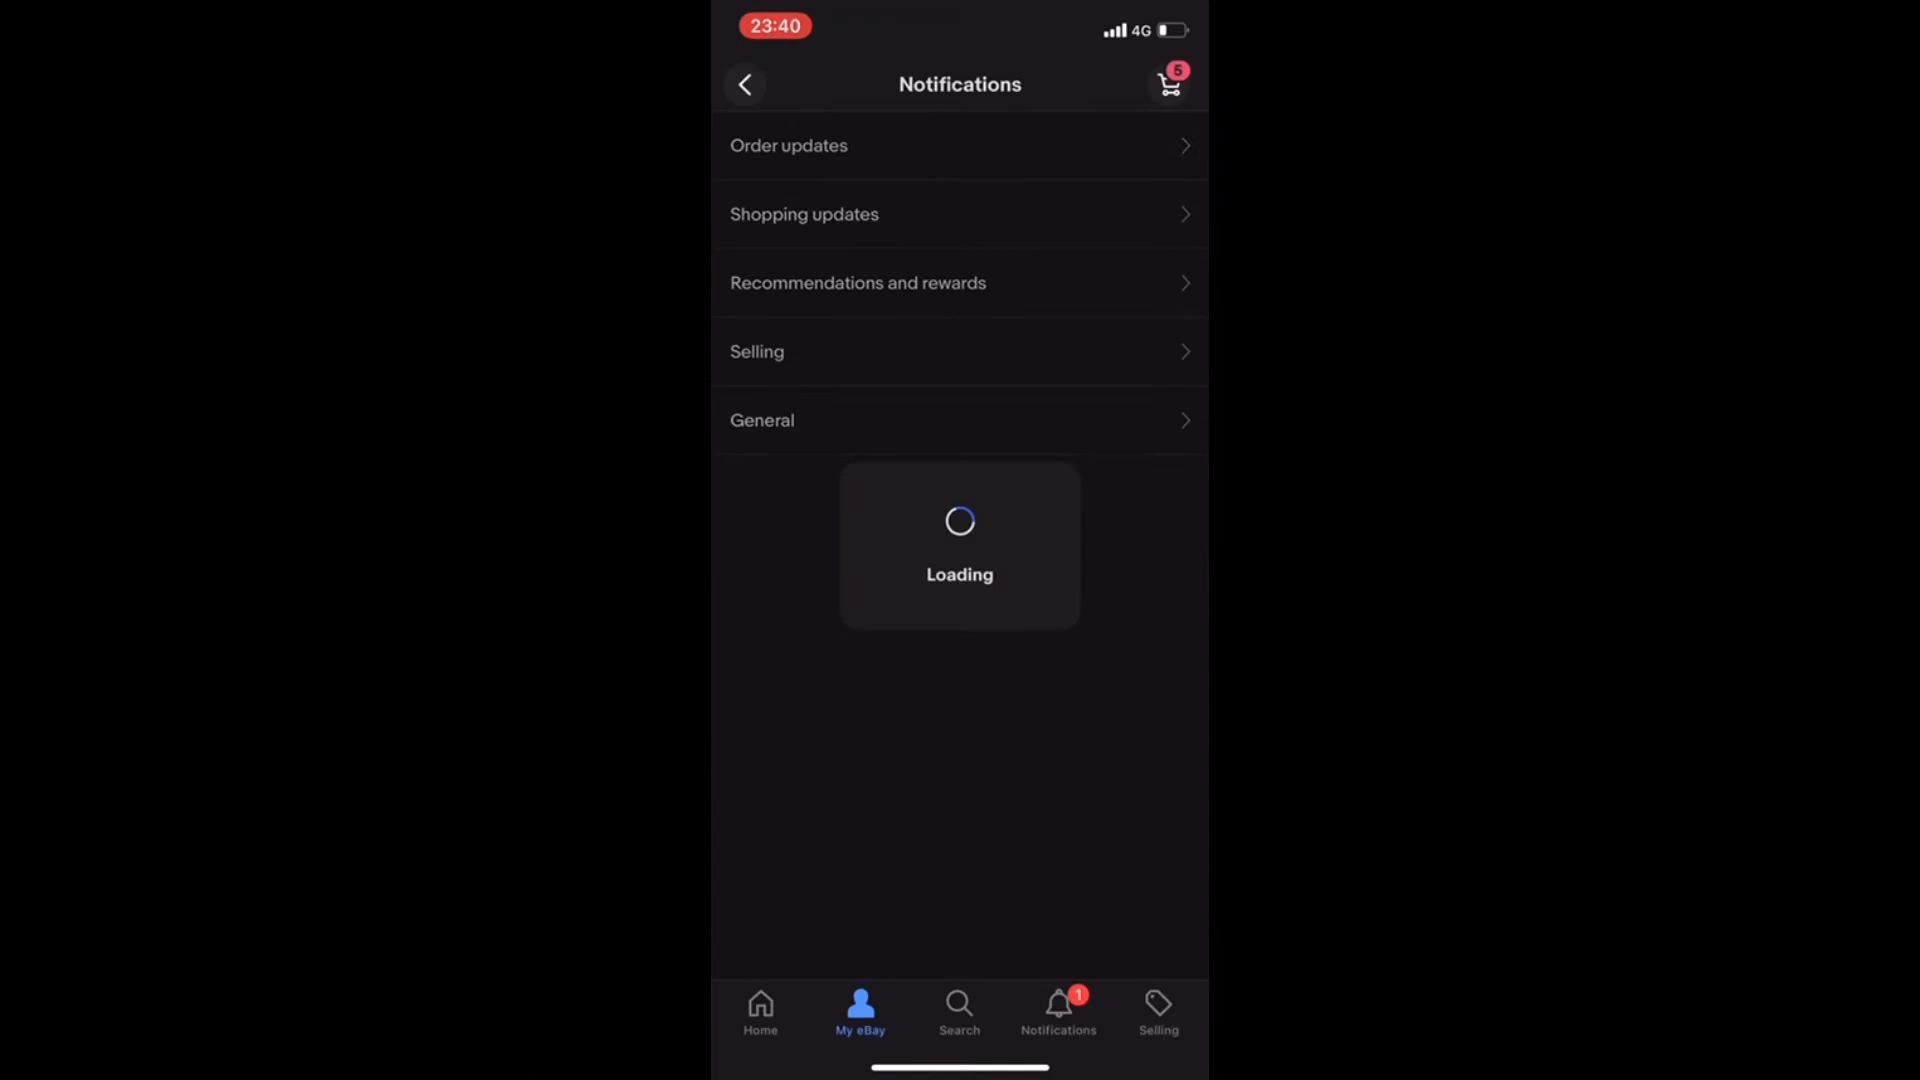 23:40
4G
Notifications
5
Order updates
Shopping updates
Recommendations and rewards
Selling
General
Loading
1
Home
My eBay
Search
Notifications
Selling